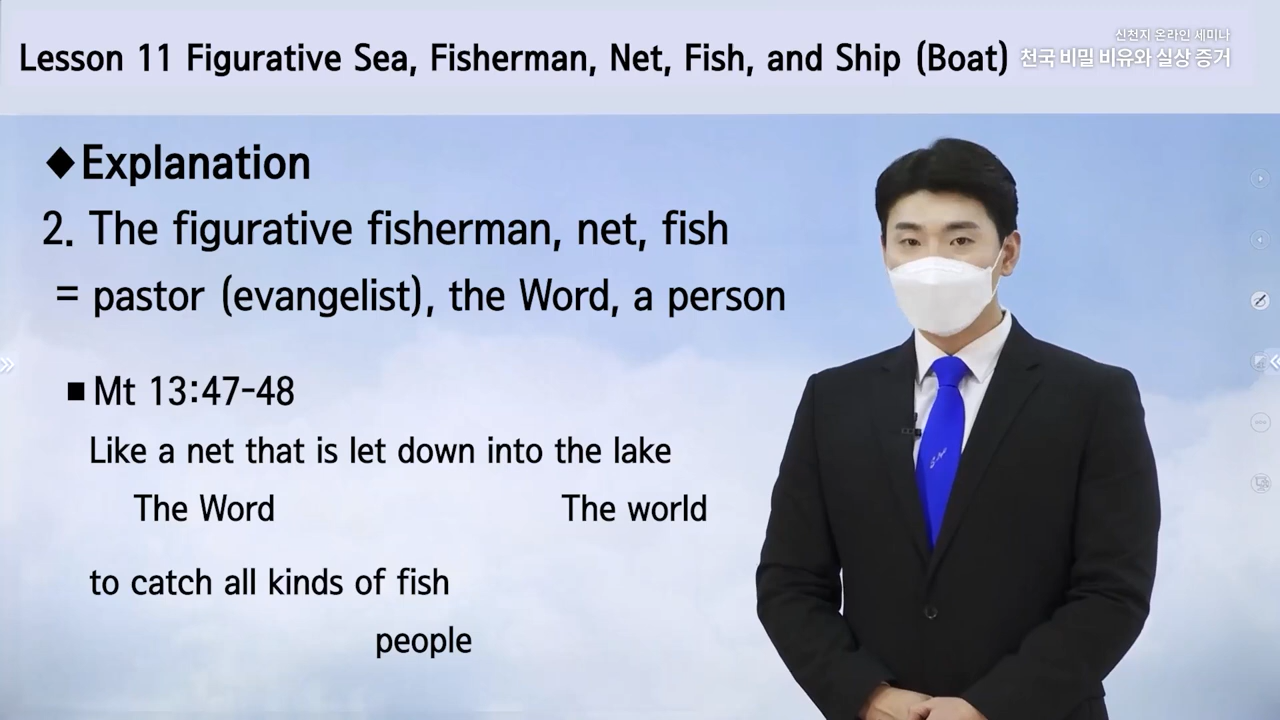 Lesson 11 Figurative Sea, Fisherman, Net, Fish, and Ship (Boat)
신천지 온라인 세미나
천국 비밀 비유와 실상 증거
◆Explanation
2. The figurative fisherman, net, fish
= pastor (evangelist), the Word, a person
■Mt 13:47-48
Like a net that is let down into the lake
The Word The world
to catch all kinds of fish
people